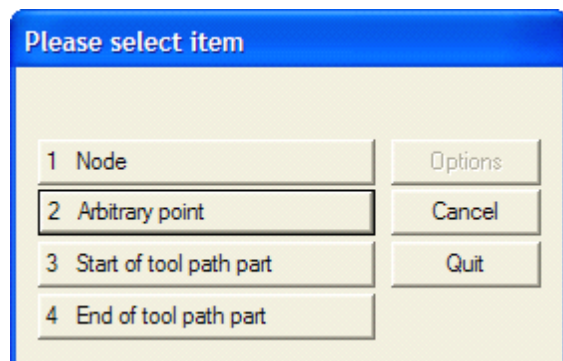 Please select item
1 Node
Options
2 Arbitrary point
Cancel
3 Start of tool path part
Quit
4 End of tool path part